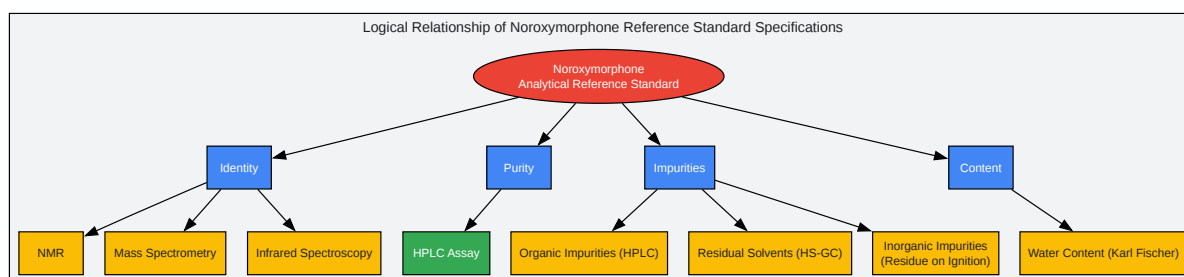 Logical Relationship of Noroxymorphone Reference Standard Specifications
Noroxymorphone
Analytical Reference Standard
Identity
Purity
Impurities
Content
NMR
Mass Spectrometry
Infrared Spectroscopy
HPLC Assay
Organic Impurities (HPLC)
Residual Solvents (HS-GC)
Inorganic Impurities
(Residue on Ignition)
Water Content (Karl Fischer)